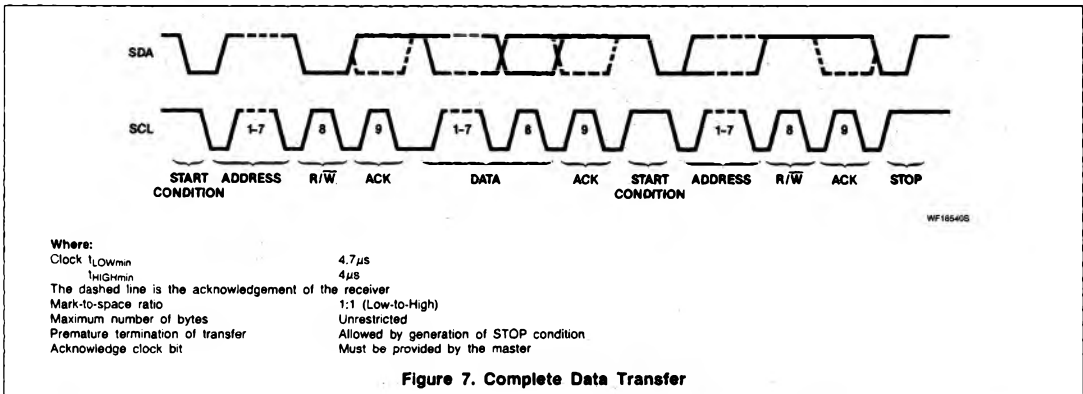 SDA
SCL
1–7 8 9 1–7 8 9 1–7 8 9
START CONDITION ADDRESS R/W̅ ACK DATA ACK START CONDITION ADDRESS R/W̅ ACK STOP
WF16540S
Where:
Clock tLOWmin 4.7μs
tHIGHmin 4μs
The dashed line is the acknowledgement of the receiver
Mark-to-space ratio 1:1 (Low-to-High)
Maximum number of bytes Unrestricted
Premature termination of transfer Allowed by generation of STOP condition
Acknowledge clock bit Must be provided by the master
Figure 7. Complete Data Transfer